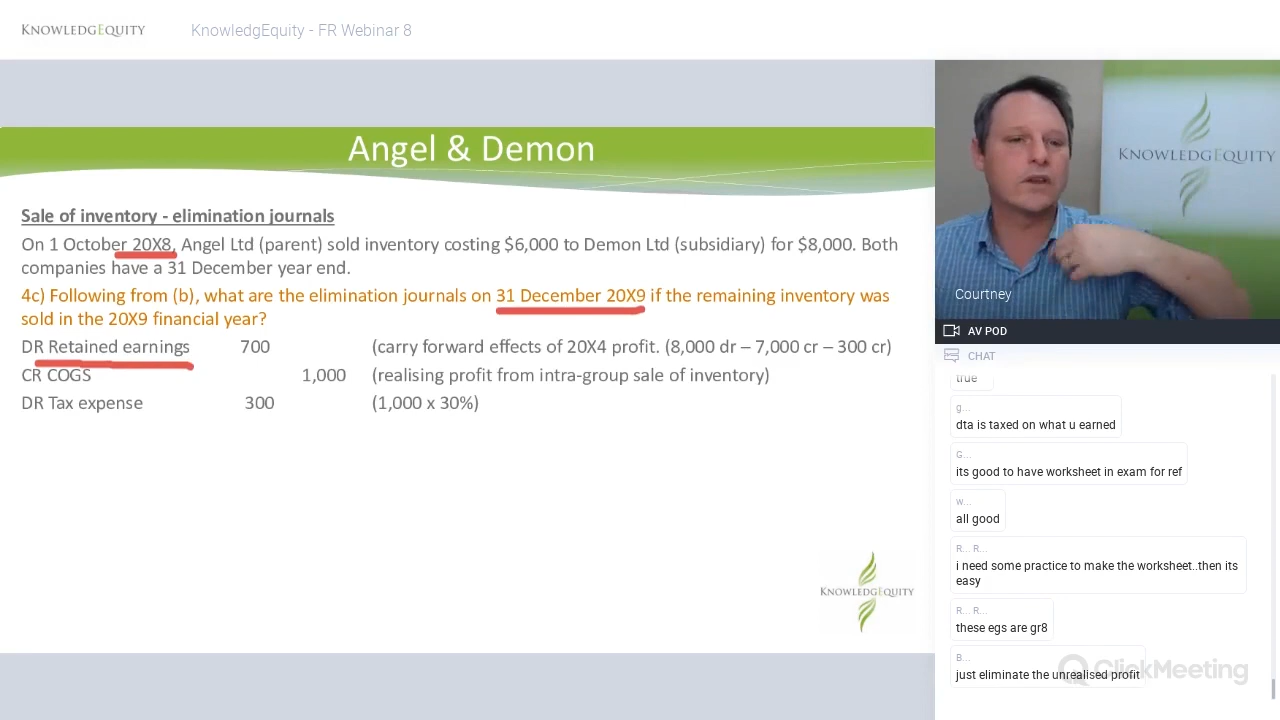 KNOWLEDGEQUITY
KnowledgEquity - FR Webinar 8
Angel & Demon
KNOWLEDGEQUITY
Sale of inventory - elimination journals
On 1 October 20X8, Angel Ltd (parent) sold inventory costing $6,000 to Demon Ltd (subsidiary) for $8,000. Both
companies have a 31 December year end.
4c) Following from (b), what are the elimination journals on 31 December 20X9 if the remaining inventory was
sold in the 20X9 financial year?
DR Retained earnings 700 (carry forward effects of 20X4 profit. (8,000 dr – 7,000 cr – 300 cr)
CR COGS 1,000 (realising profit from intra-group sale of inventory)
DR Tax expense 300 (1,000 x 30%)
KNOWLEDGEQUITY
Courtney
AV POD
CHAT
true
g...
dta is taxed on what u earned
G...
its good to have worksheet in exam for ref
w...
all good
R... R...
i need some practice to make the worksheet..then its
easy
R... R...
these egs are gr8
B...
just eliminate the unrealised profit
ClickMeeting